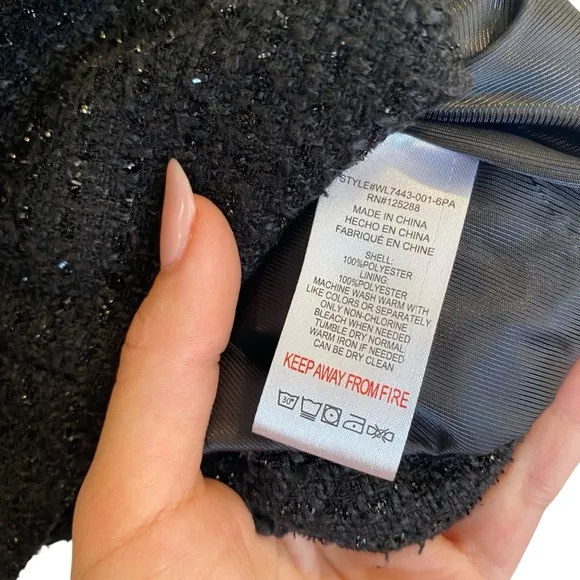 STYLE#WL7443-001-6PA
RN#125288
MADE IN CHINA
HECHO EN CHINA
FABRIQUÉ EN CHINE
SHELL:
100%POLYESTER
LINING:
100%POLYESTER
MACHINE WASH WARM WITH
LIKE COLORS OR SEPARATELY
ONLY NON-CHLORINE
BLEACH WHEN NEEDED
TUMBLE DRY NORMAL
WARM IRON IF NEEDED
CAN BE DRY CLEAN
KEEP AWAY FROM FIRE
30°